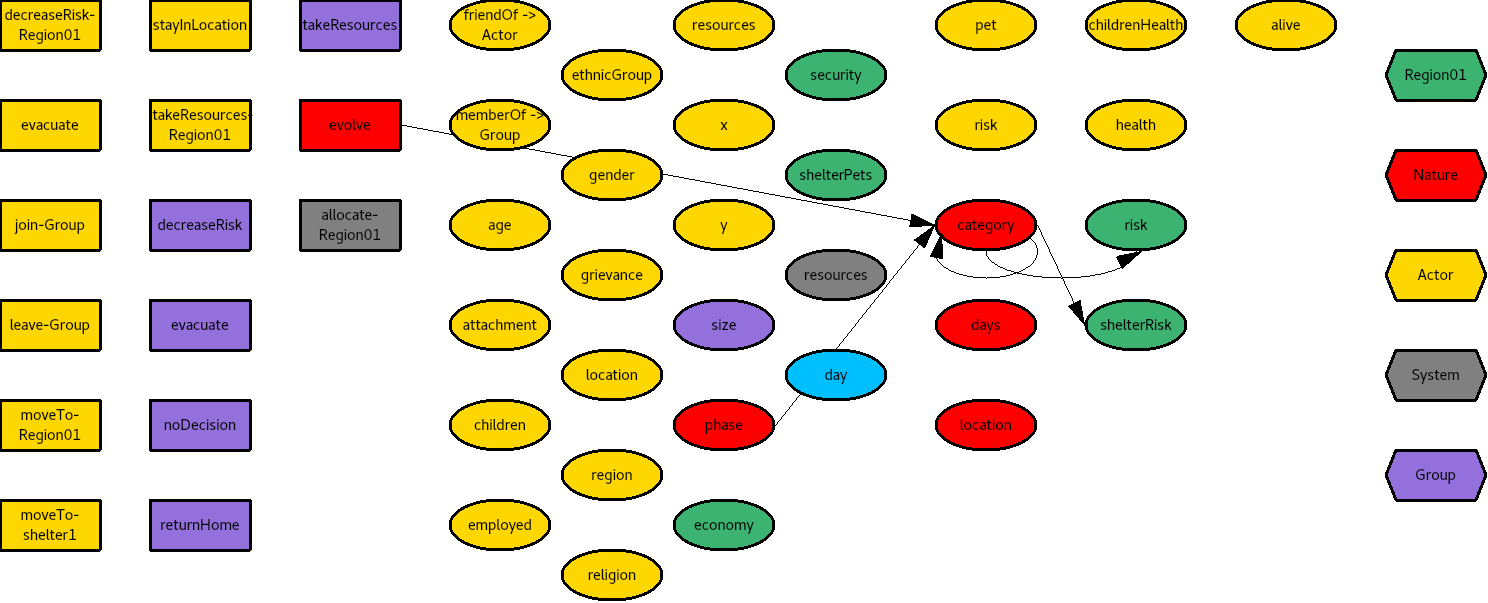 decreaseRisk-
Region01
stayInLocation
takeResources
friendOf ->
Actor
resources
pet
childrenHealth
alive
ethnicGroup
security
Region01
evacuate
takeResources-
Region01
evolve
memberOf ->
Group
x
risk
health
gender
shelterPets
Nature
join-Group
decreaseRisk
allocate-
Region01
age
y
category
risk
grievance
resources
Actor
leave-Group
evacuate
attachment
size
days
shelterRisk
location
day
System
moveTo-
Region01
noDecision
children
phase
location
region
Group
moveTo-
shelter1
returnHome
employed
economy
religion